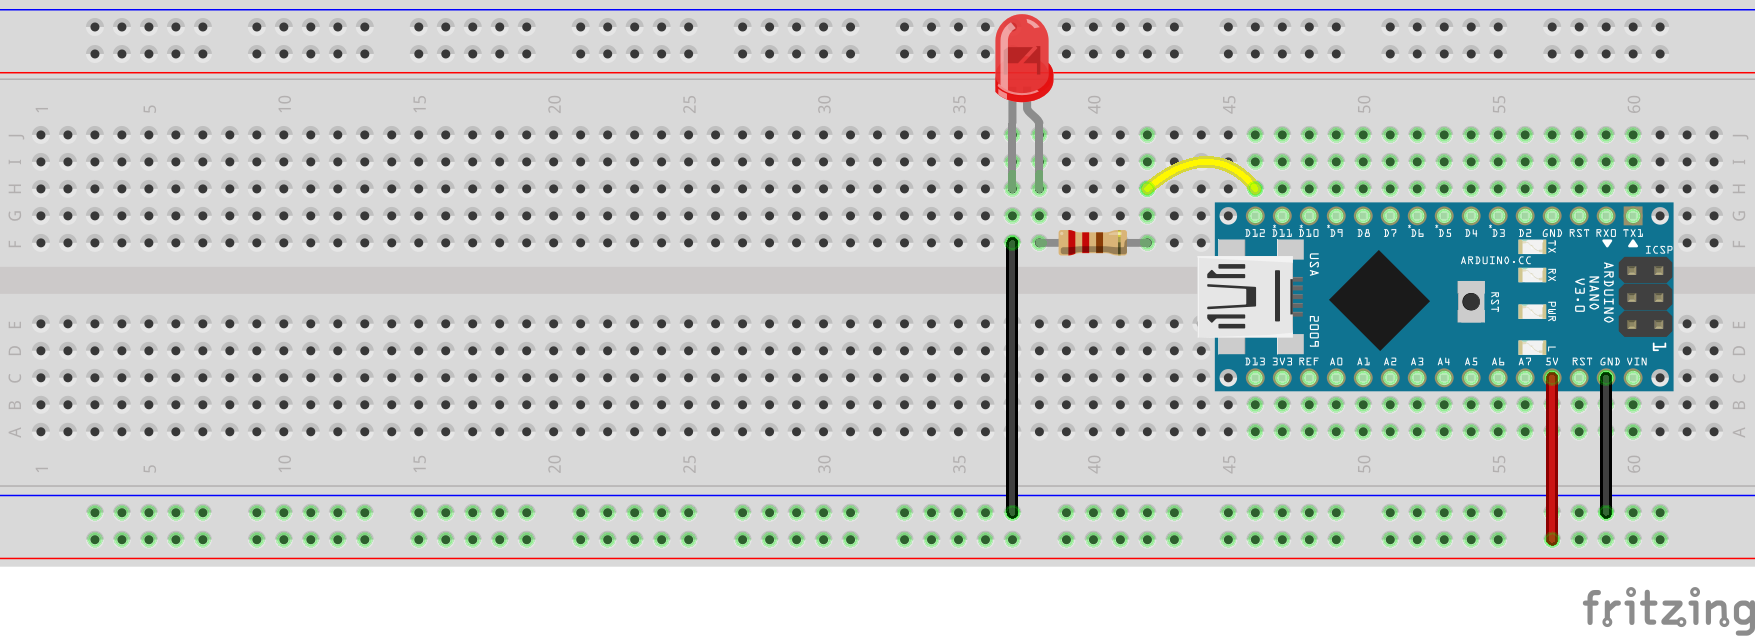 1 5 10 15 20 25 30 35 40 45 50 55 60
J J
I I
H H
G G
F F
D12 D11 D10 D9 D8 D7 D6 D5 D4 D3 D2 GND RST RX0 TX1
TX
RX
PWR
L
USA
2009
ARDUINO.CC
RST
ICSP
ARDUINO
NANO
V3.0
1
E E
D D
C C
B B
A A
D13 3V3 REF A0 A1 A2 A3 A4 A5 A6 A7 5V RST GND VIN
1 5 10 15 20 25 30 35 40 45 50 55 60
fritzing